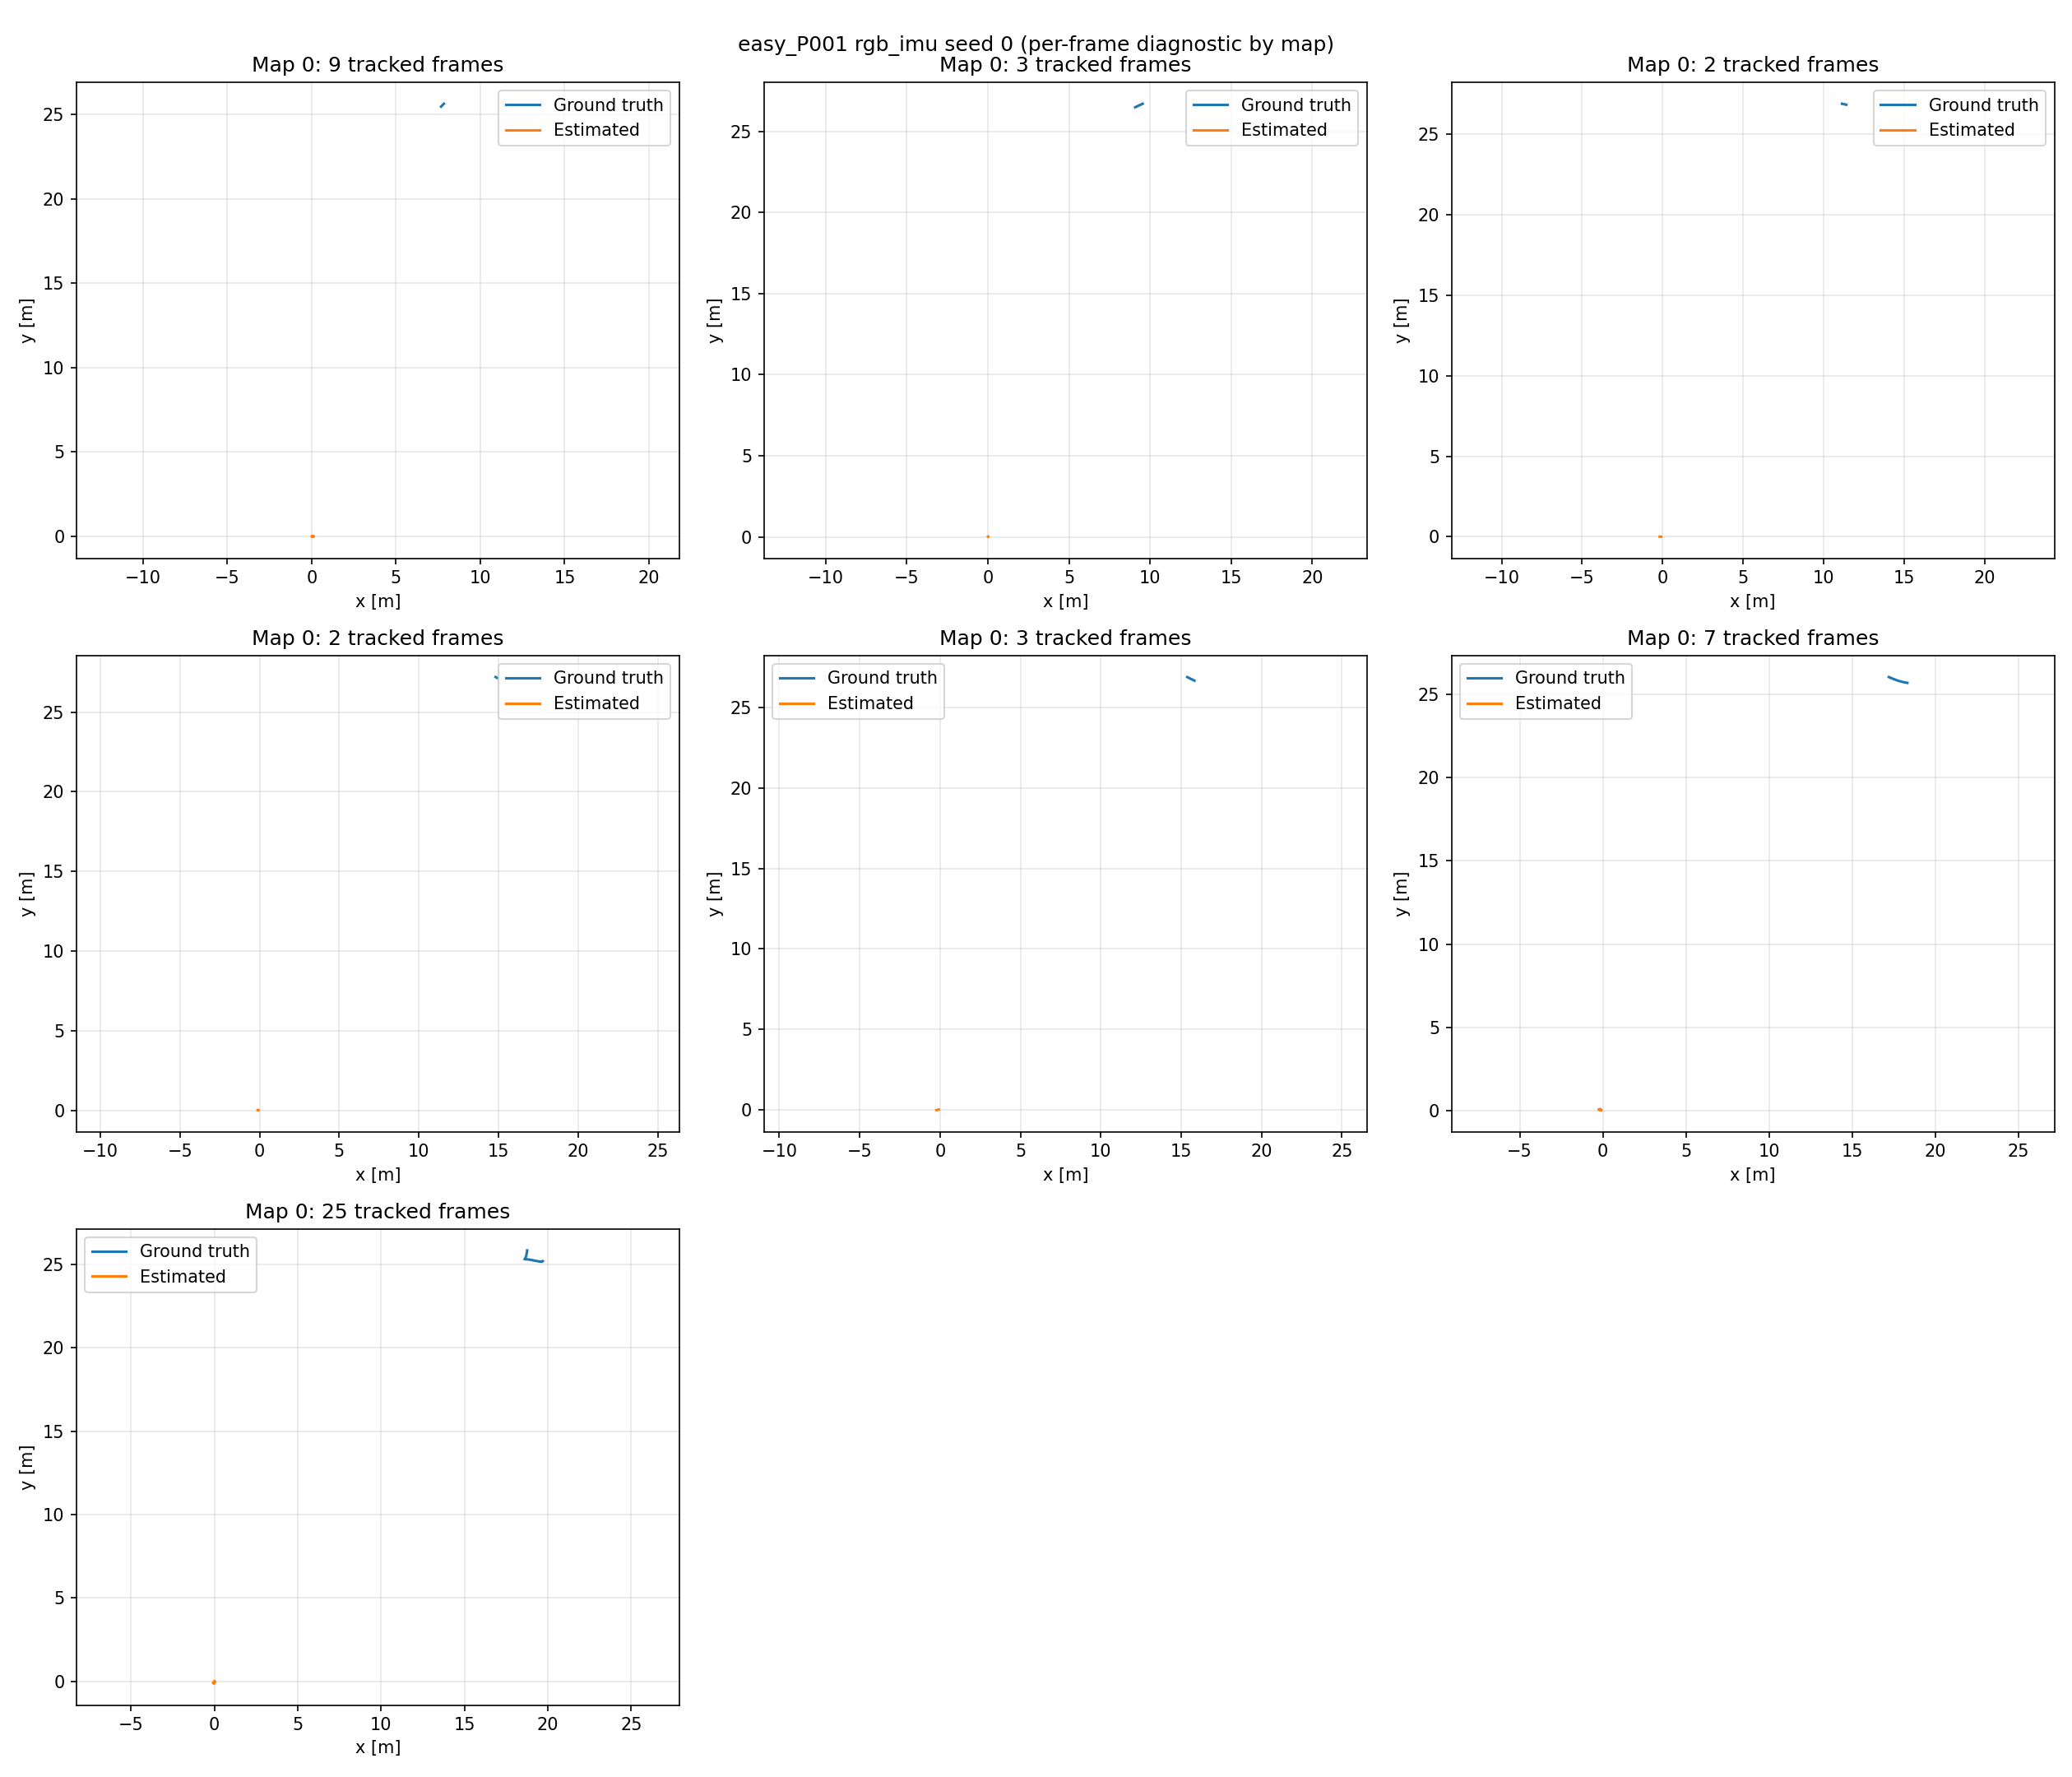 easy_P001 rgb_imu seed 0 (per-frame diagnostic by map)
Map 0: 9 tracked frames
Ground truth
Estimated
25
20
15
10
5
0
y [m]
−10 −5 0 5 10 15 20
x [m]
Map 0: 3 tracked frames
Ground truth
Estimated
25
20
15
10
5
0
y [m]
−10 −5 0 5 10 15 20
x [m]
Map 0: 2 tracked frames
Ground truth
Estimated
25
20
15
10
5
0
y [m]
−10 −5 0 5 10 15 20
x [m]
Map 0: 2 tracked frames
Ground truth
Estimated
25
20
15
10
5
0
y [m]
−10 −5 0 5 10 15 20 25
x [m]
Map 0: 3 tracked frames
Ground truth
Estimated
25
20
15
10
5
0
y [m]
−10 −5 0 5 10 15 20 25
x [m]
Map 0: 7 tracked frames
Ground truth
Estimated
25
20
15
10
5
0
y [m]
−5 0 5 10 15 20 25
x [m]
Map 0: 25 tracked frames
Ground truth
Estimated
25
20
15
10
5
0
y [m]
−5 0 5 10 15 20 25
x [m]